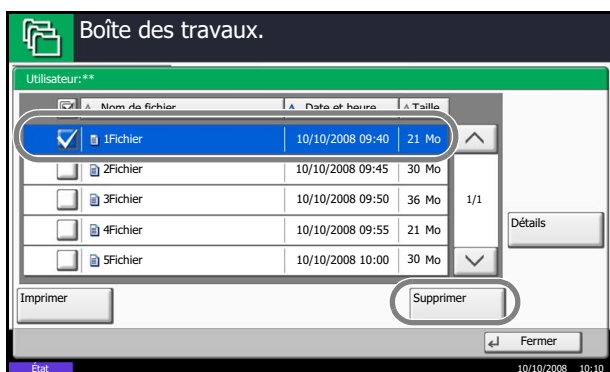 Boîte des travaux.
Utilisateur:**
Nom de fichier Date et heure Taille
1Fichier 10/10/2008 09:40 21 Mo
2Fichier 10/10/2008 09:45 30 Mo
3Fichier 10/10/2008 09:50 36 Mo 1/1
4Fichier 10/10/2008 09:55 21 Mo
Détails
5Fichier 10/10/2008 10:00 30 Mo
Imprimer Supprimer
Fermer
État 10/10/2008 10:10